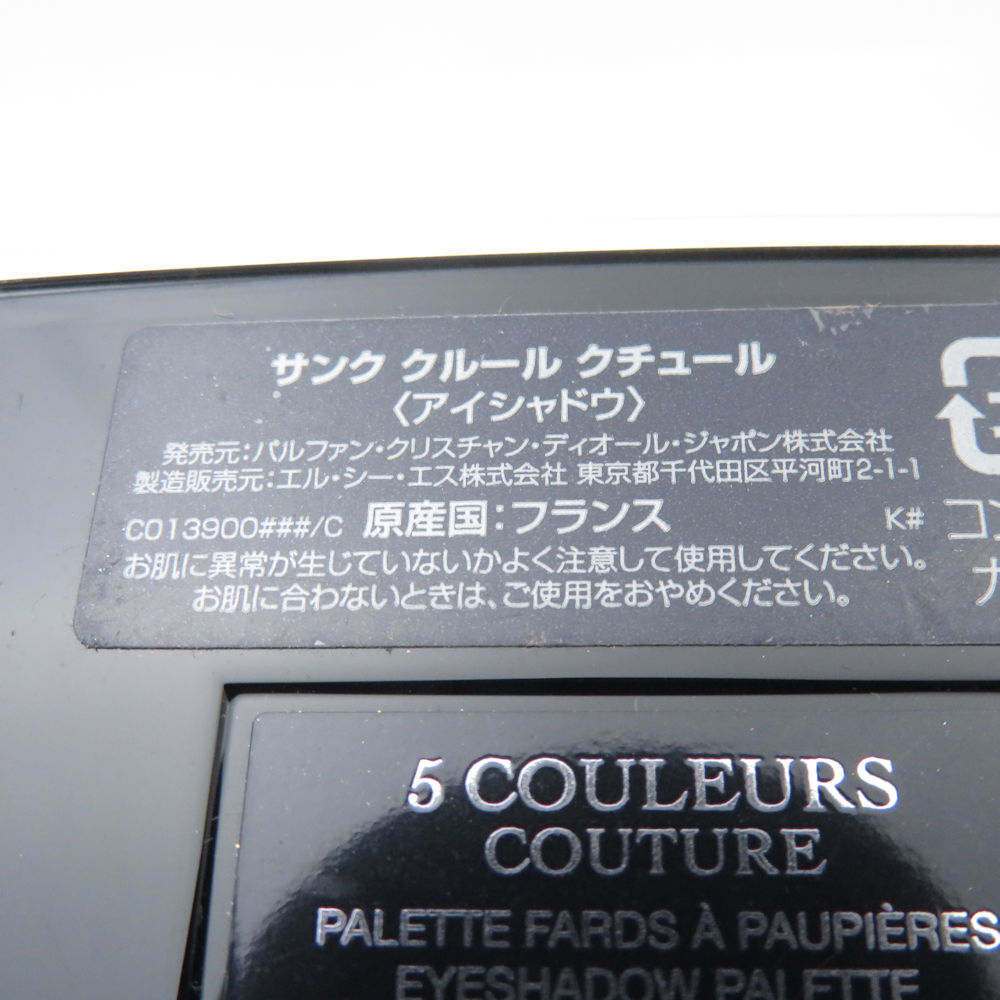 サンク クルール クチュール
〈アイシャドウ〉
発売元:パルファン・クリスチャン・ディオール・ジャポン株式会社
製造販売元:エル・シー・エス株式会社 東京都千代田区平河町2-1-1
C013900###/C 原産国:フランス K#
お肌に異常が生じていないかよく注意して使用してください。
お肌に合わないときは、ご使用をおやめください。
5 COULEURS
COUTURE
PALETTE FARDS À PAUPIÈRES
EYESHADOW PALETTE